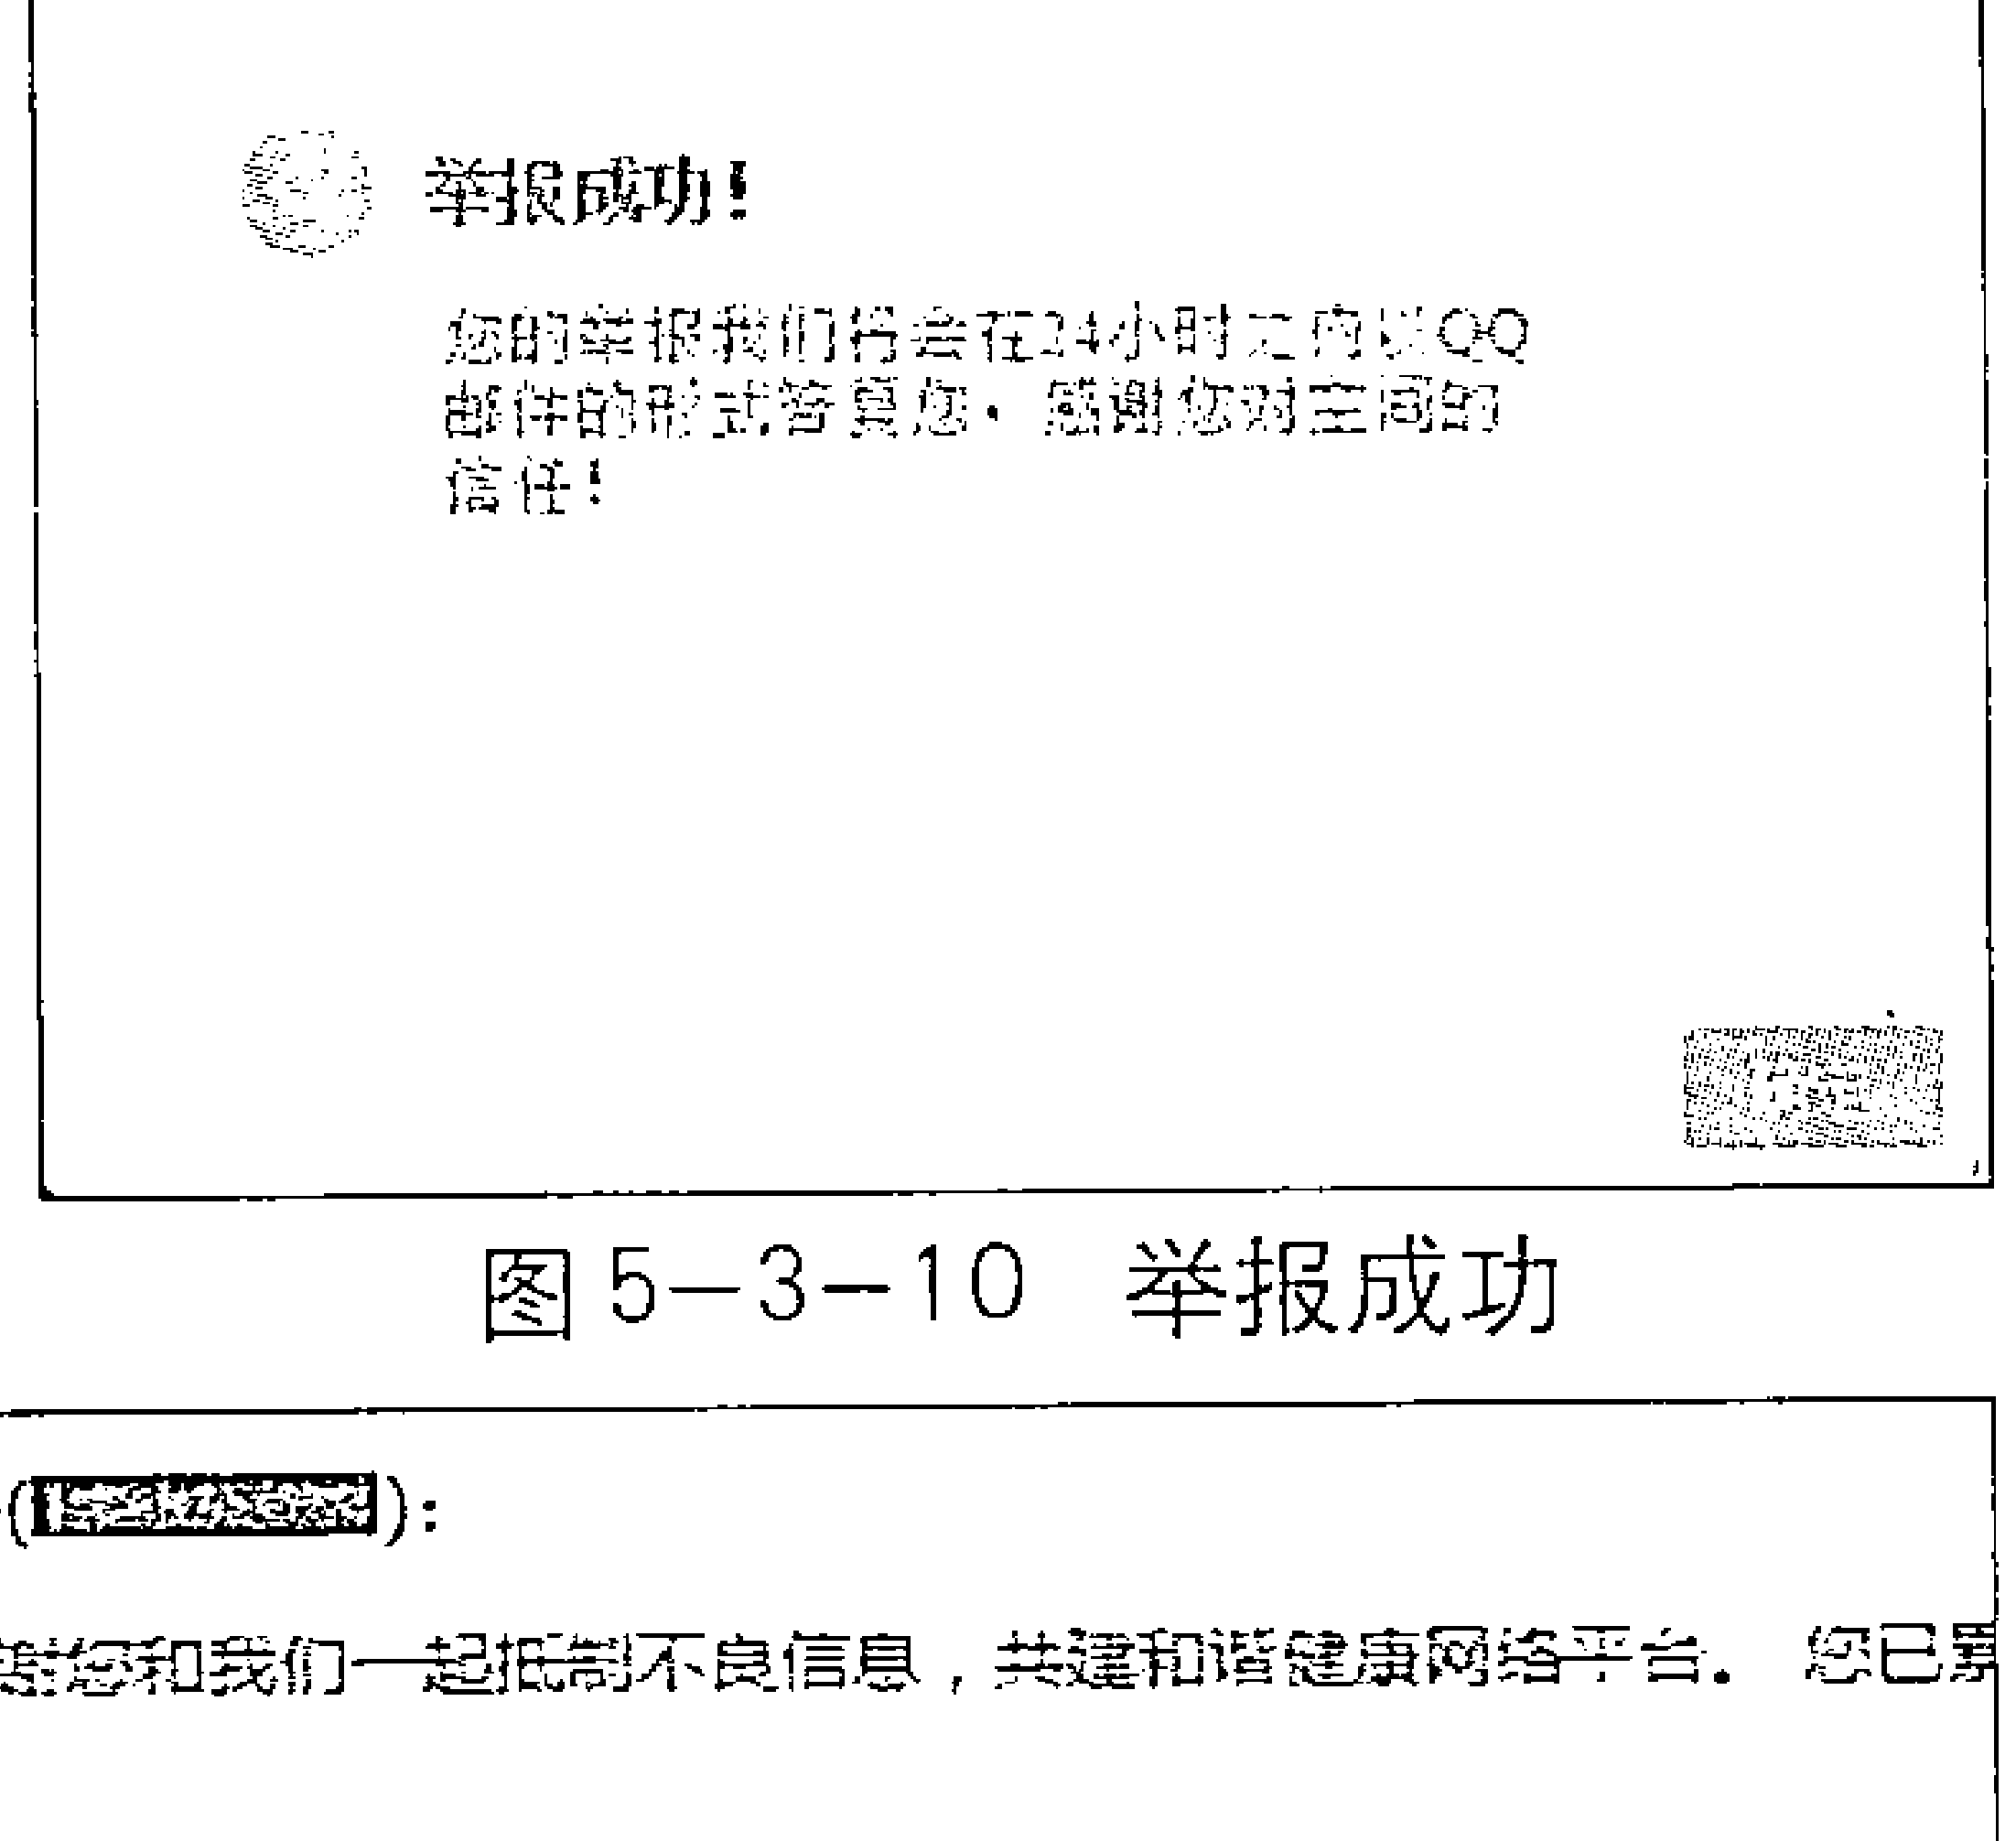 举报成功!
您的举报我们将会在24小时之内以QQ
邮件的形式答复您。感谢您对空间的
信任!
图5-3-10 举报成功
():
您和我们一起抵制不良信息,共建和谐健康网络平台。 您已